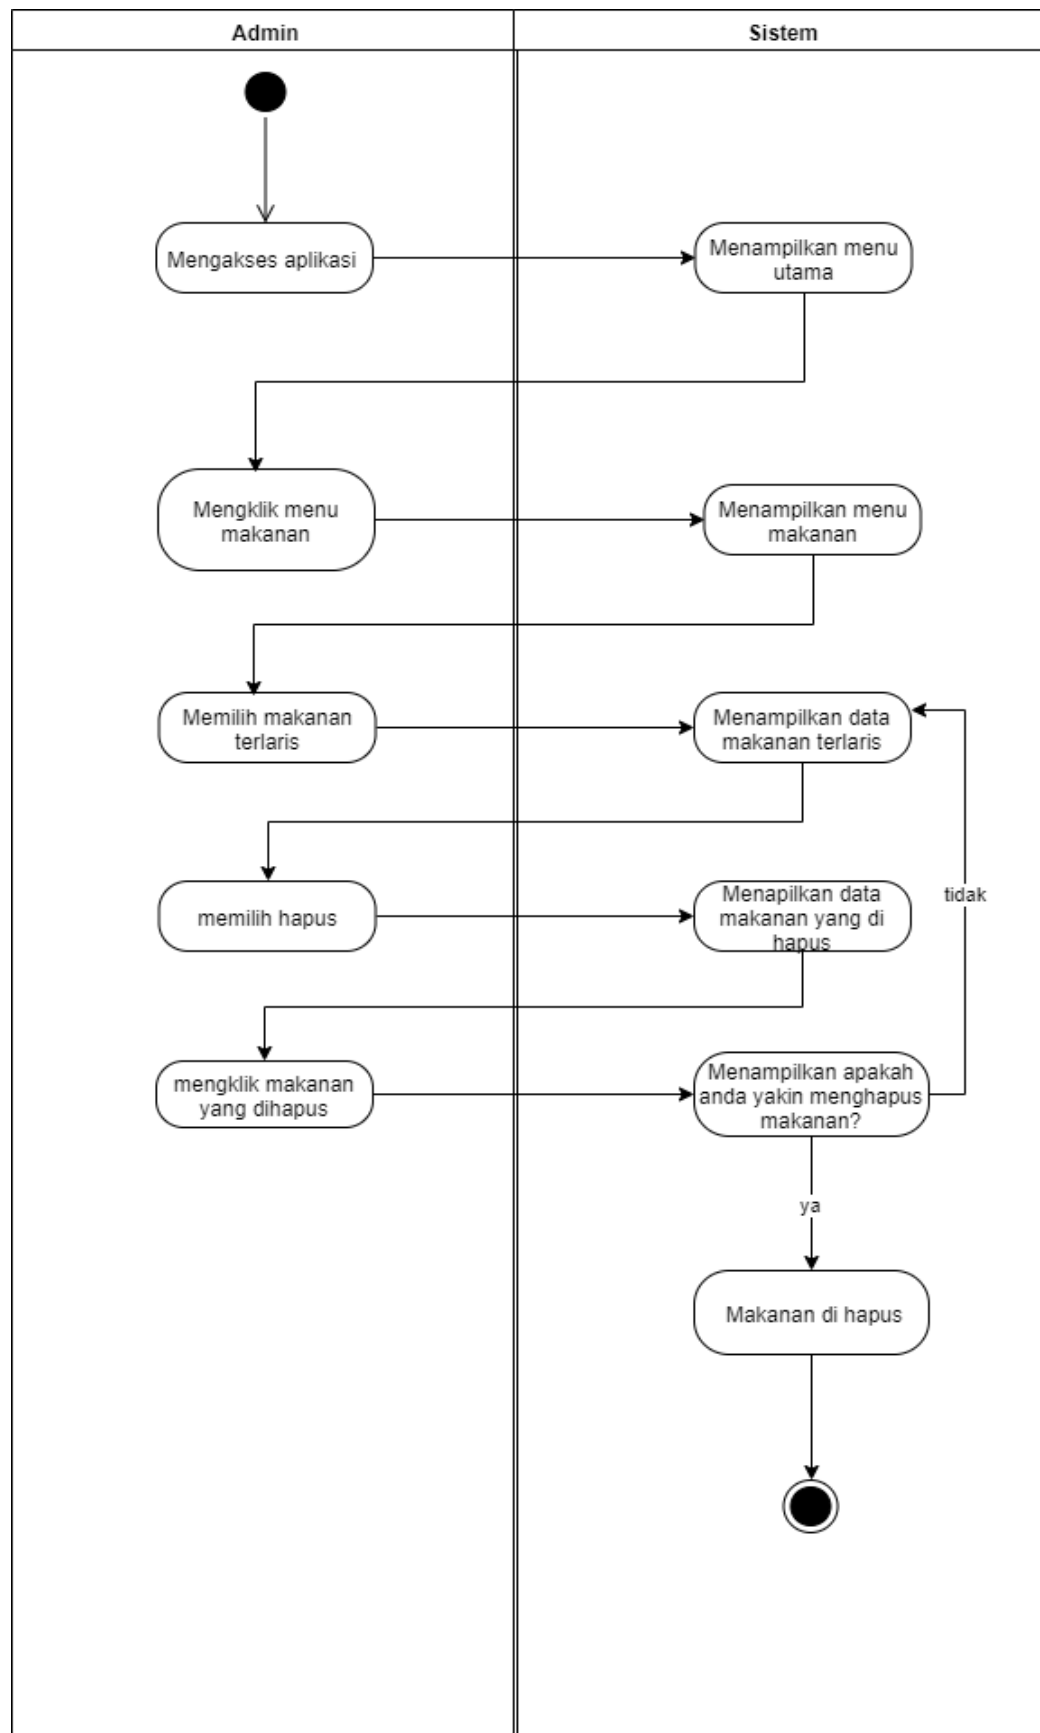 Admin
Sistem
Mengakses aplikasi
Menampilkan menu
utama
Mengklik menu
makanan
Menampilkan menu
makanan
Memilih makanan
terlaris
Menampilkan data
makanan terlaris
memilih hapus
Menapilkan data
makanan yang di
hapus
tidak
mengklik makanan
yang dihapus
Menampilkan apakah
anda yakin menghapus
makanan?
ya
Makanan di hapus